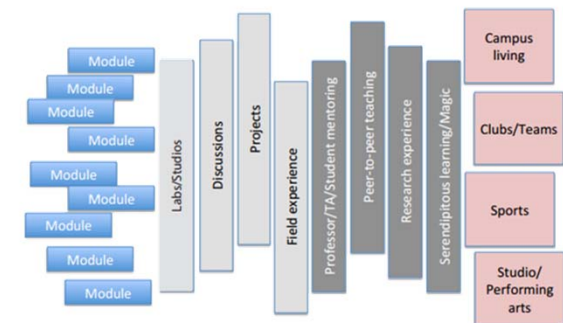 Module
Module
Module
Module
Module
Module
Module
Module
Module
Labs/Studios
Discussions
Projects
Field experience
Professor/TA/Student mentoring
Peer-to-peer teaching
Research experience
Serendipitous learning/Magic
Campus
living
Clubs/Teams
Sports
Studio/
Performing
arts